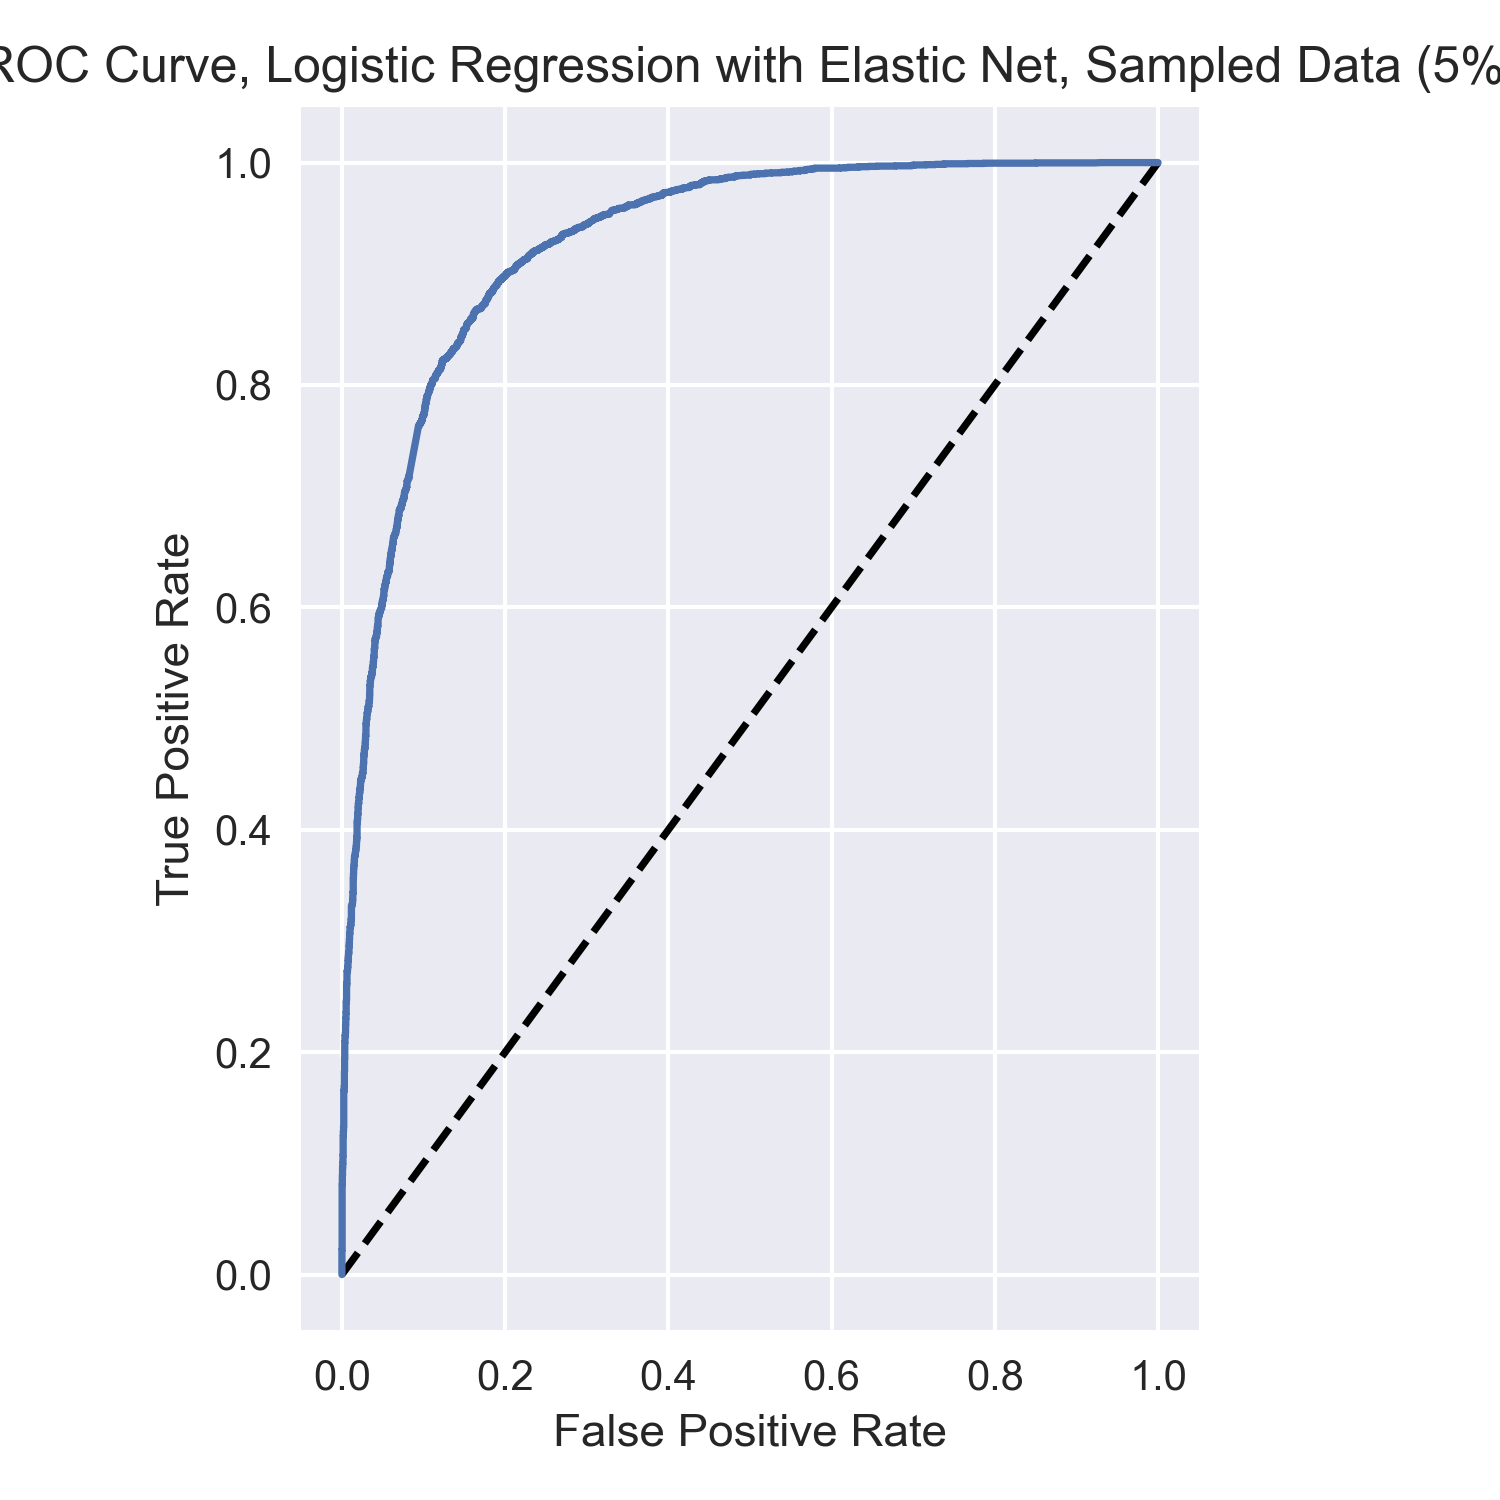 ROC Curve, Logistic Regression with Elastic Net, Sampled Data (5%
1.0
0.8
0.6
0.4
0.2
0.0
True Positive Rate
0.0 0.2 0.4 0.6 0.8 1.0
False Positive Rate